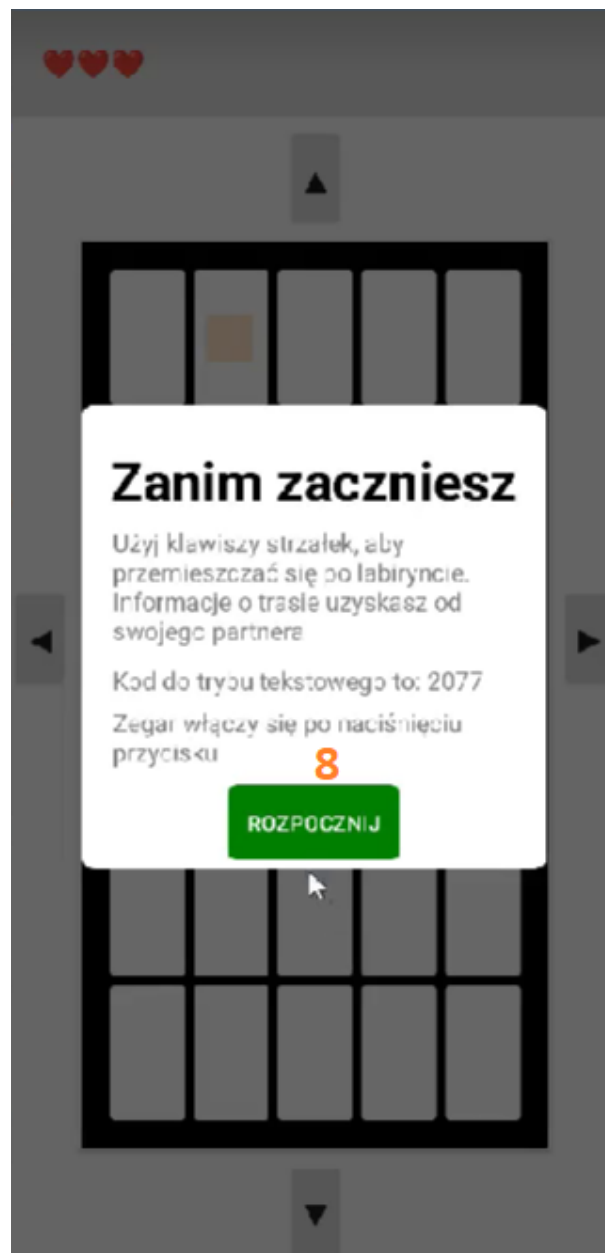 Zanim zaczniesz
Użyj klawiszy strzałek, aby
przemieszczać się po labiryncie.
Informacje o trasie uzyskasz od
swojego partnera
Kod do trybu tekstowego to: 2077
Zegar włączy się po naciśnięciu
przycisku
8
ROZPOCZNIJ